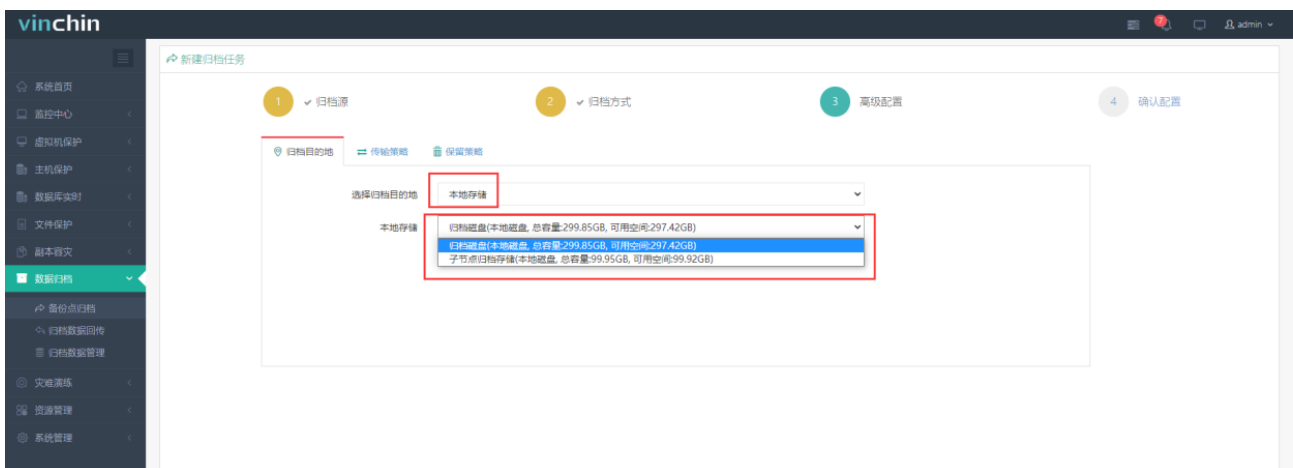 vinchin
7
admin
新建归档任务
系统首页
监控中心
虚拟机保护
主机保护
数据库实时
文件保护
副本容灾
数据归档
备份点归档
归档数据回传
归档数据管理
灾难演练
资源管理
系统管理
1 归档源
2 归档方式
3 高级配置
4 确认配置
归档目的地 传输策略 保留策略
选择归档目的地 本地存储
本地存储 归档磁盘(本地磁盘, 总容量:299.85GB, 可用空间:297.42GB)
归档磁盘(本地磁盘, 总容量:299.85GB, 可用空间:297.42GB)
子节点归档存储(本地磁盘, 总容量:99.95GB, 可用空间:99.92GB)